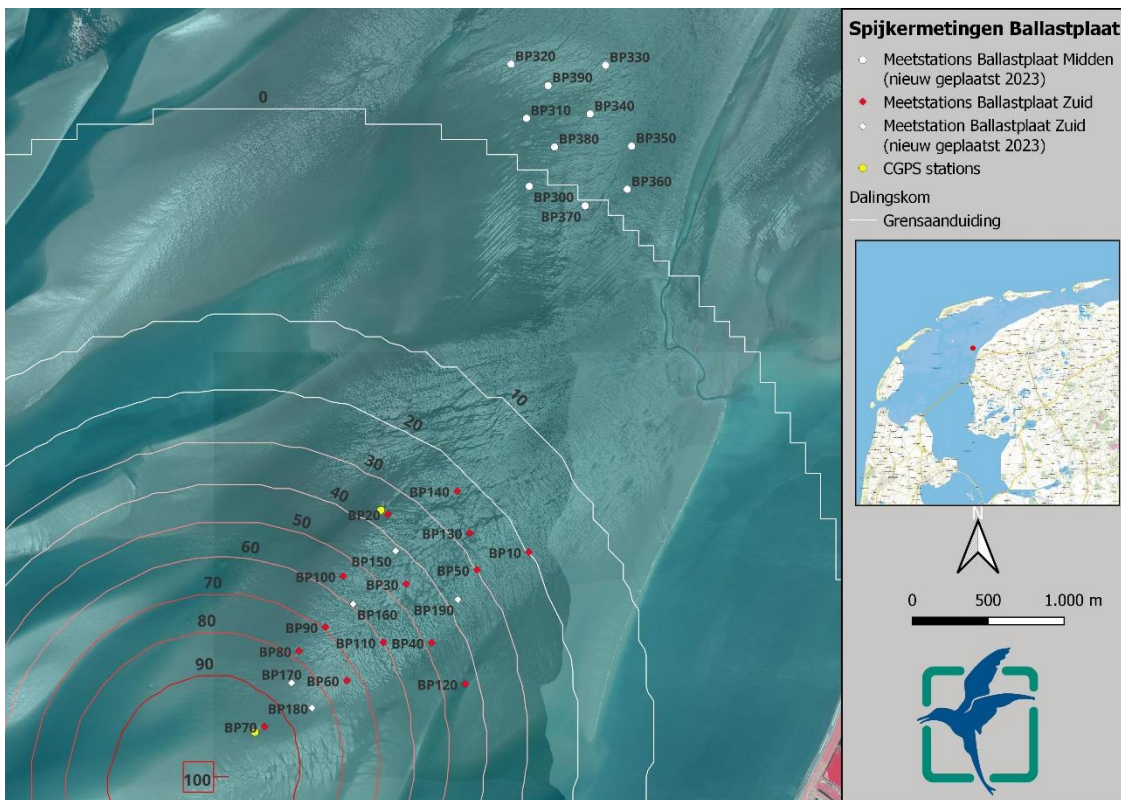 BP320
BP330
BP390
0
BP310
BP340
BP380
BP350
BP300
BP360
BP370
10
20
30
40
50
60
70
80
90
100
BP140
BP20
BP130
BP10
BP150
BP50
BP100
BP30
BP160
BP190
BP90
BP110
BP40
BP80
BP170
BP60
BP120
BP180
BP70
Spijkermetingen Ballastplaat
Meetstations Ballastplaat Midden
(nieuw geplaatst 2023)
Meetstations Ballastplaat Zuid
Meetstation Ballastplaat Zuid
(nieuw geplaatst 2023)
CGPS stations
Dalingskom
Grensaanduiding
N
0 500 1.000 m